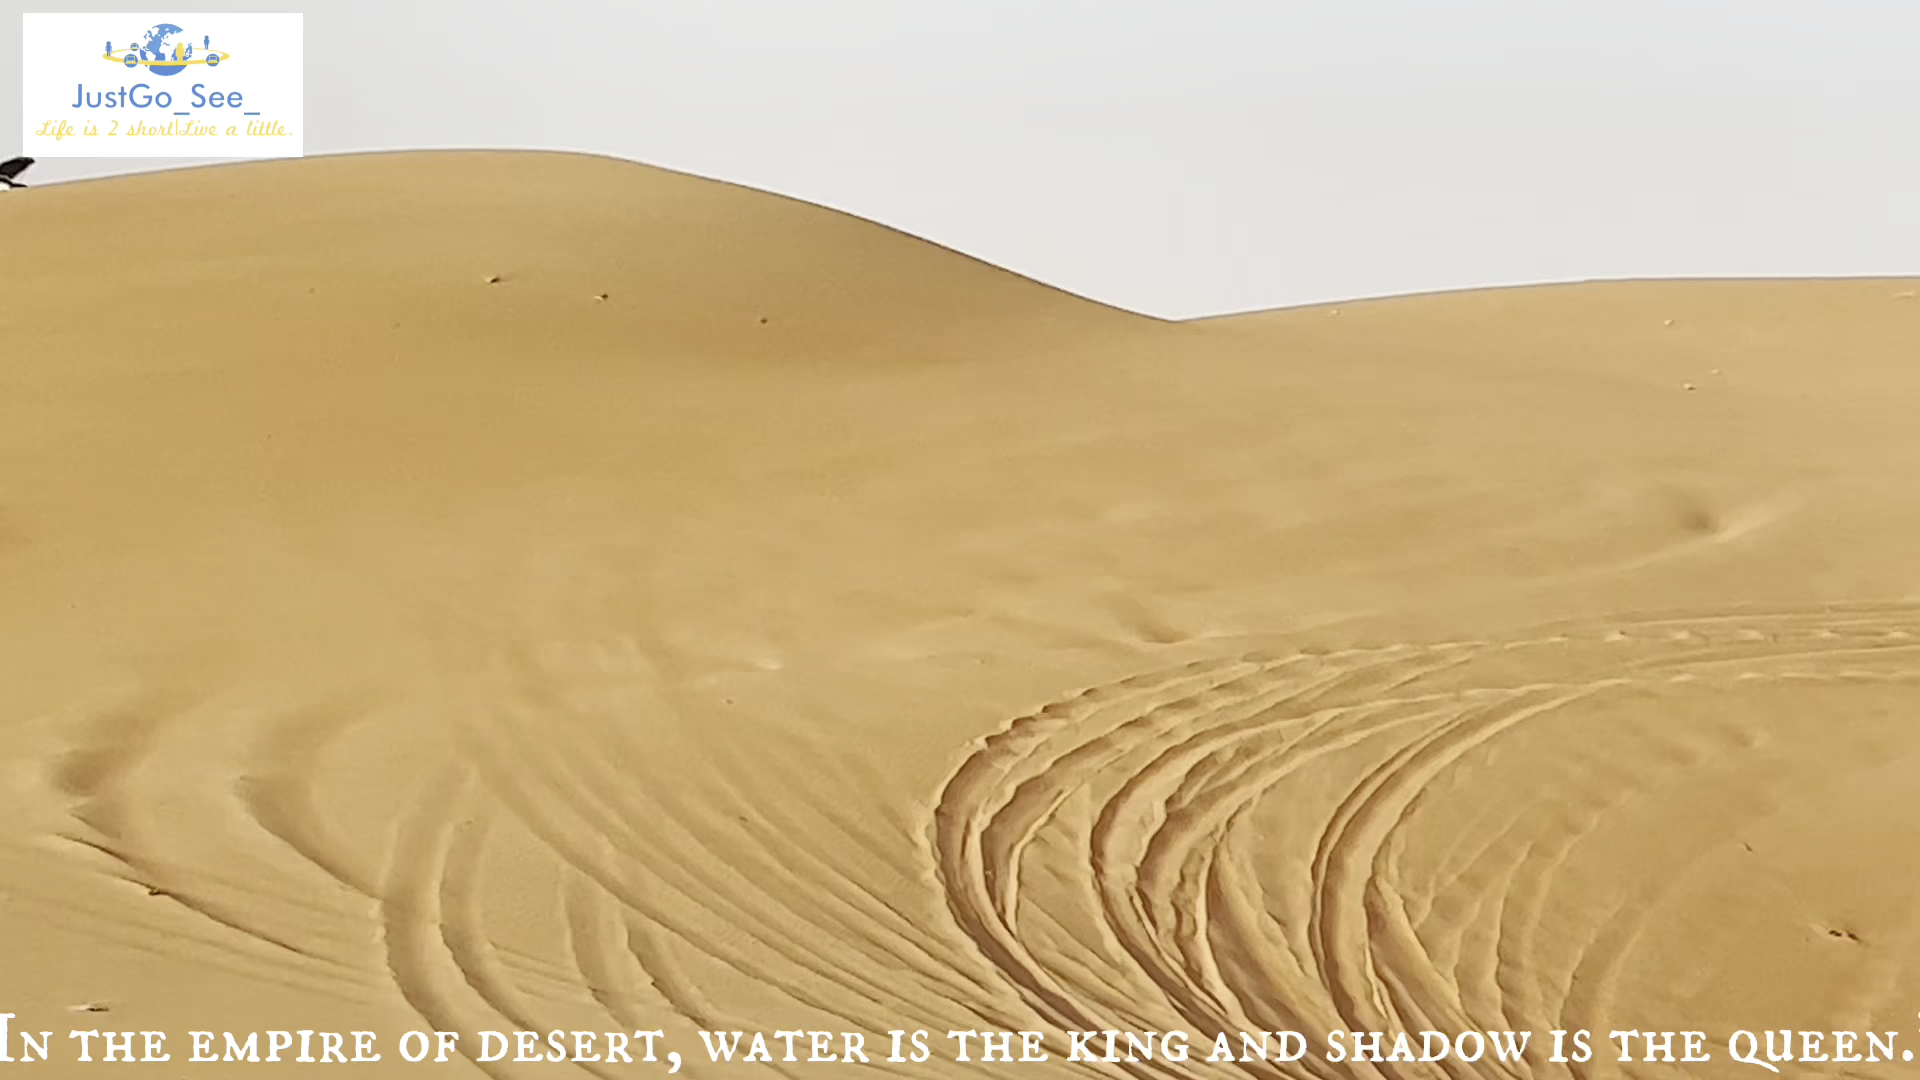 JustGo_See_
Life is 2 short|Live a little.
In the empire of desert, water is the king and shadow is the queen.